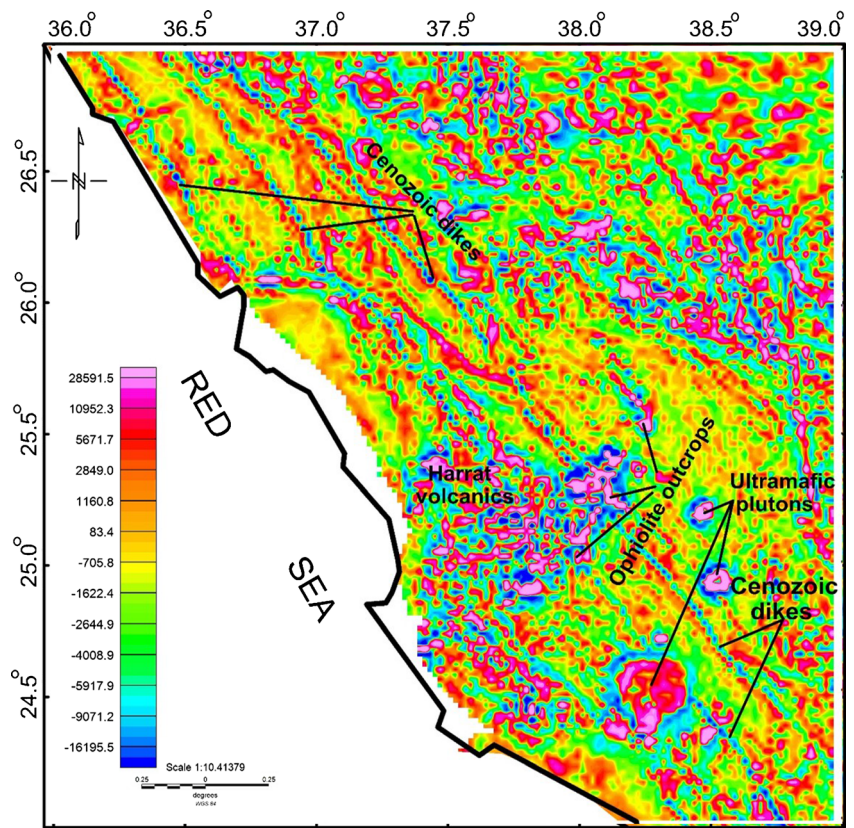 36.0° 36.5° 37.0° 37.5° 38.0° 38.5° 39.0°
26.5°
26.0°
25.5°
25.0°
24.5°
N
Cenozoic dikes
RED
SEA
Harrat
volcanics
Ophiolite outcrops
Ultramafic
plutons
Cenozoic
dikes
28591.5
10952.3
5671.7
2849.0
1160.8
83.4
-705.8
-1622.4
-2644.9
-4008.9
-5917.9
-9071.2
-16195.5
Scale 1:10.41379
0.25 0 0.25
degrees
WGS 84